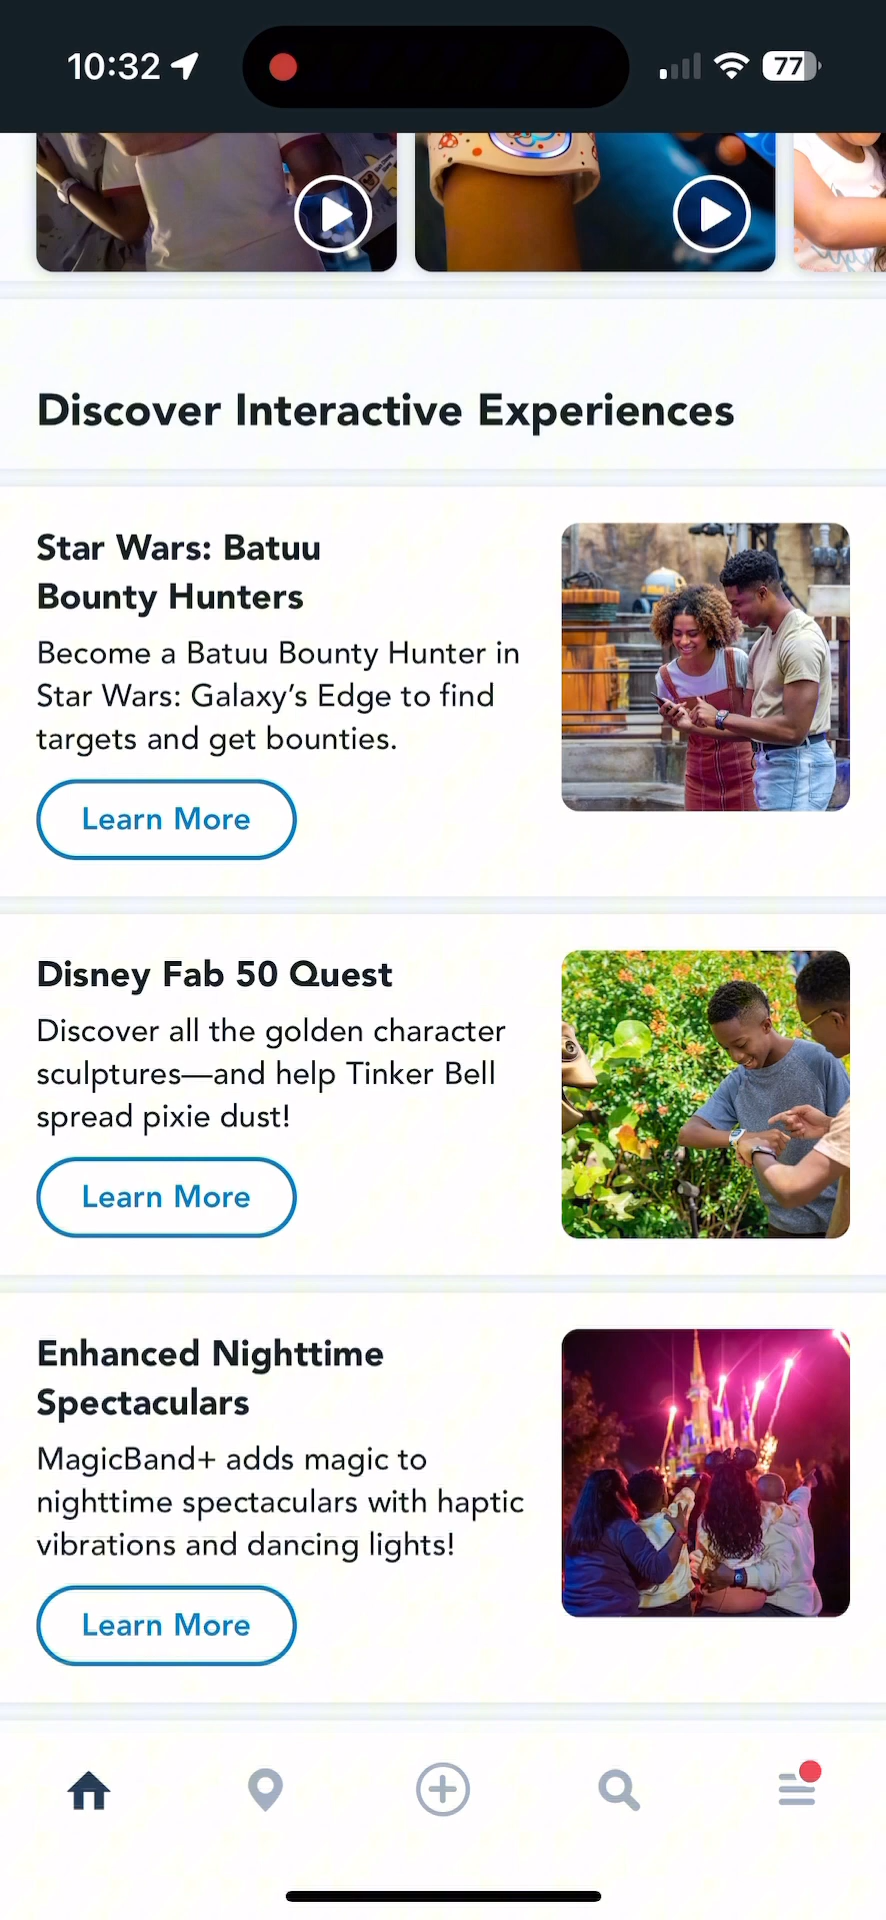 10:32
77
Discover Interactive Experiences
Star Wars: Batuu
Bounty Hunters
Become a Batuu Bounty Hunter in
Star Wars: Galaxy’s Edge to find
targets and get bounties.
Learn More
Disney Fab 50 Quest
Discover all the golden character
sculptures—and help Tinker Bell
spread pixie dust!
Learn More
Enhanced Nighttime
Spectaculars
MagicBand+ adds magic to
nighttime spectaculars with haptic
vibrations and dancing lights!
Learn More